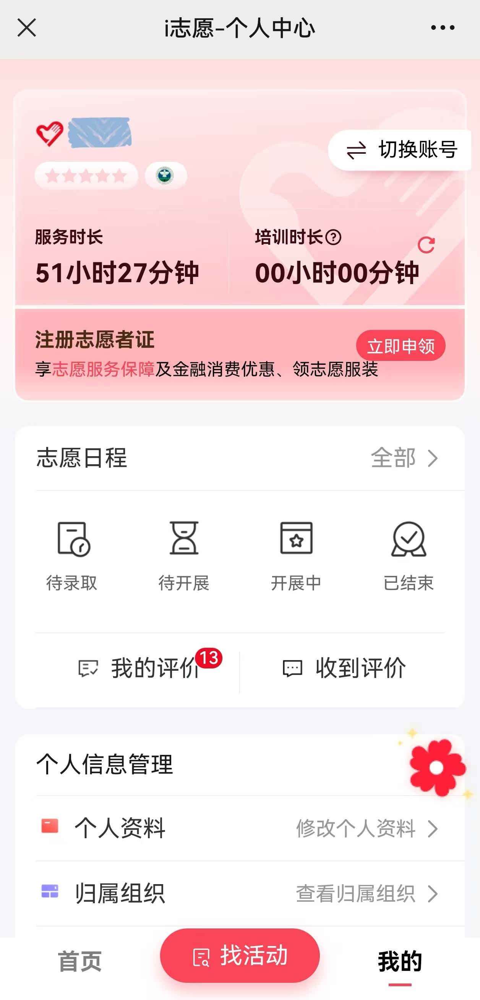 i志愿-个人中心
切换账号
服务时长
培训时长?
51小时27分钟
00小时00分钟
注册志愿者证
立即申领
享志愿服务保障及金融消费优惠、领志愿服装
志愿日程
全部
待录取
待开展
开展中
已结束
我的评价
13
收到评价
个人信息管理
个人资料
修改个人资料
归属组织
查看归属组织
首页
找活动
我的